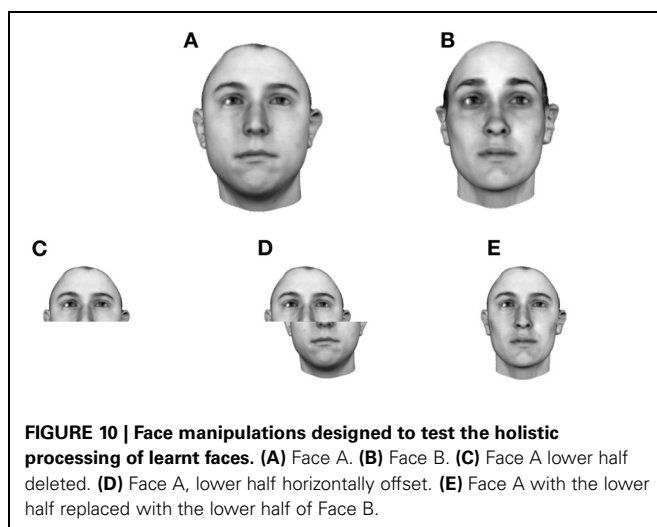 A B
C D E
FIGURE 10 | Face manipulations designed to test the holistic
processing of learnt faces. (A) Face A. (B) Face B. (C) Face A lower half
deleted. (D) Face A, lower half horizontally offset. (E) Face A with the lower
half replaced with the lower half of Face B.